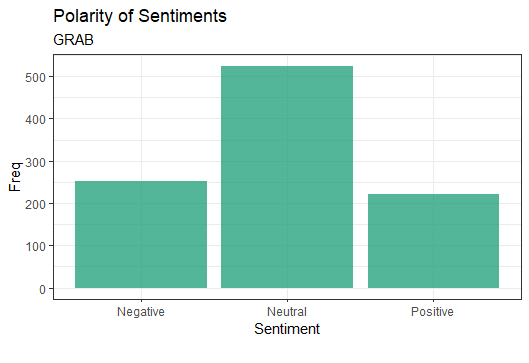 Polarity of Sentiments
GRAB
Freq
500
400
300
200
100
0
Negative Neutral Positive
Sentiment